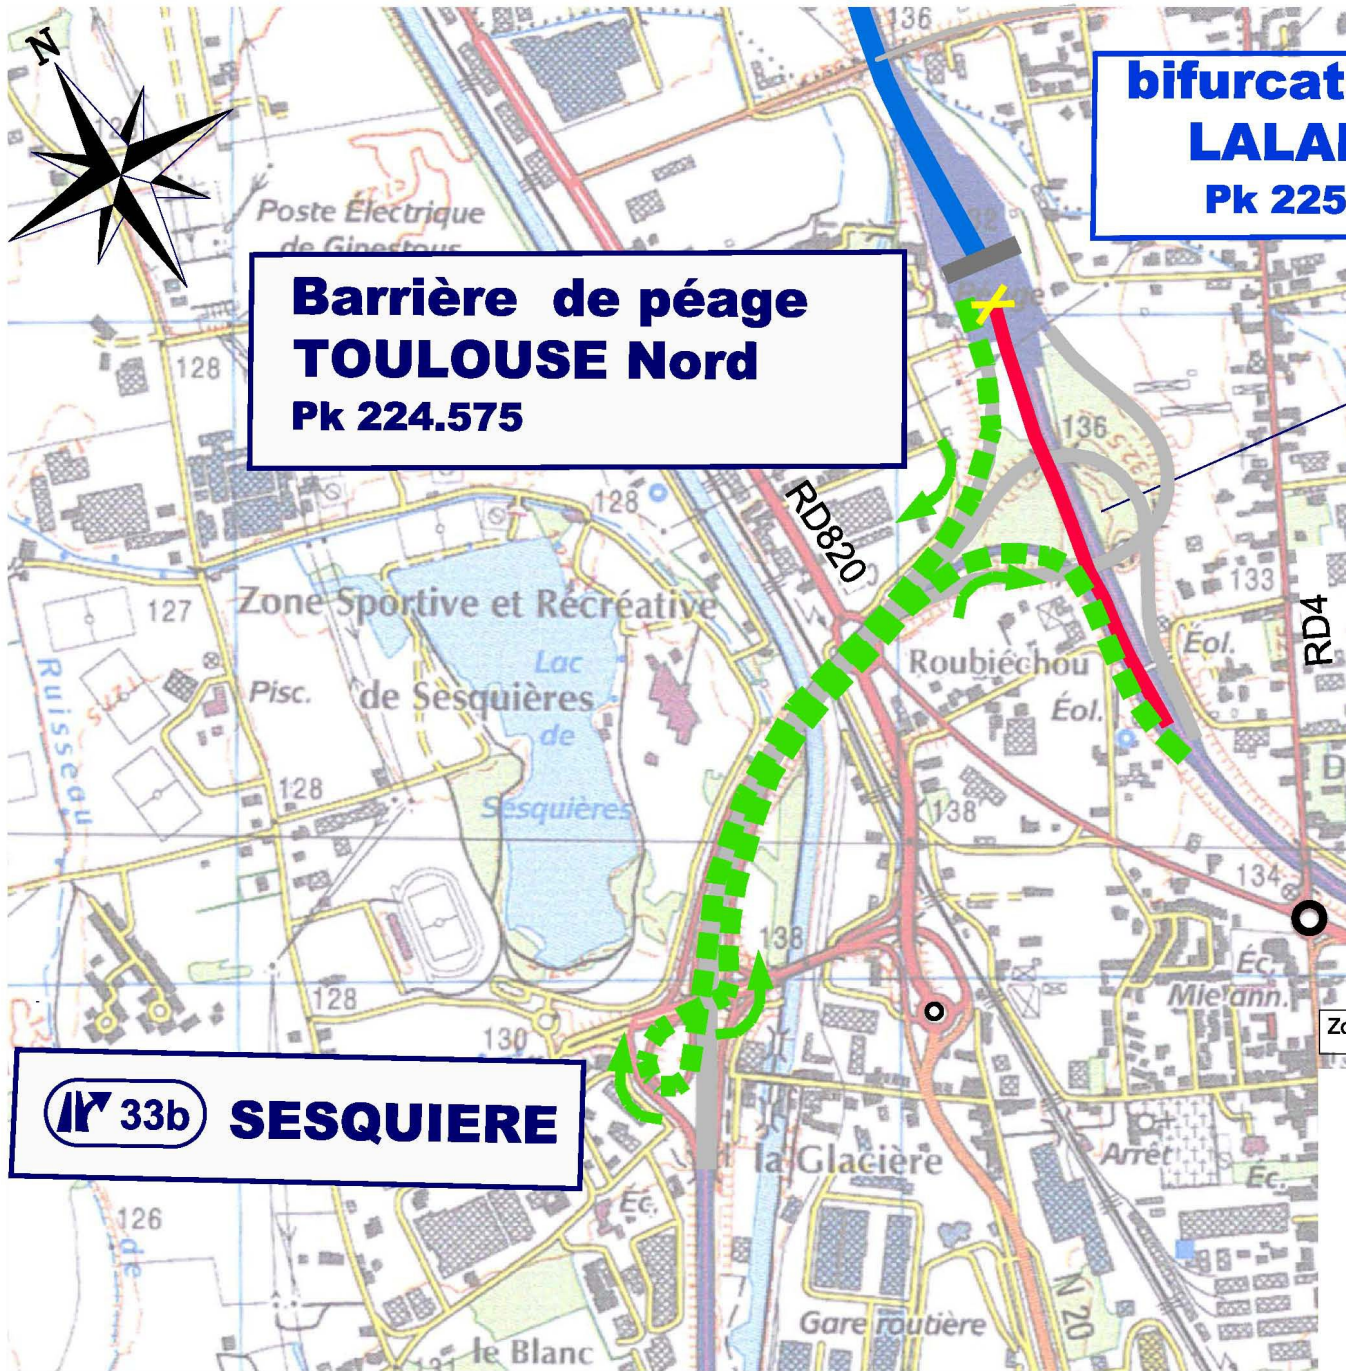 N
136
bifurcat
LALA
Pk 225
Poste Électrique
de Ginestous
Barrière de péage
TOULOUSE Nord
Pk 224.575
128
136
128
RD820
133
127
Zone Sportive et Récréative
RD4
Lac
Roubiéchou
Éol.
Ruisseau
Pisc.
de Sesquières
Éol.
de
128
Sesquières
138
134
138
Éc.
128
Mielann.
130
33b SESQUIERE
la Glacière
Arrêt
Éc.
Éc.
126
de
N 20
Gare routière
le Blanc
131